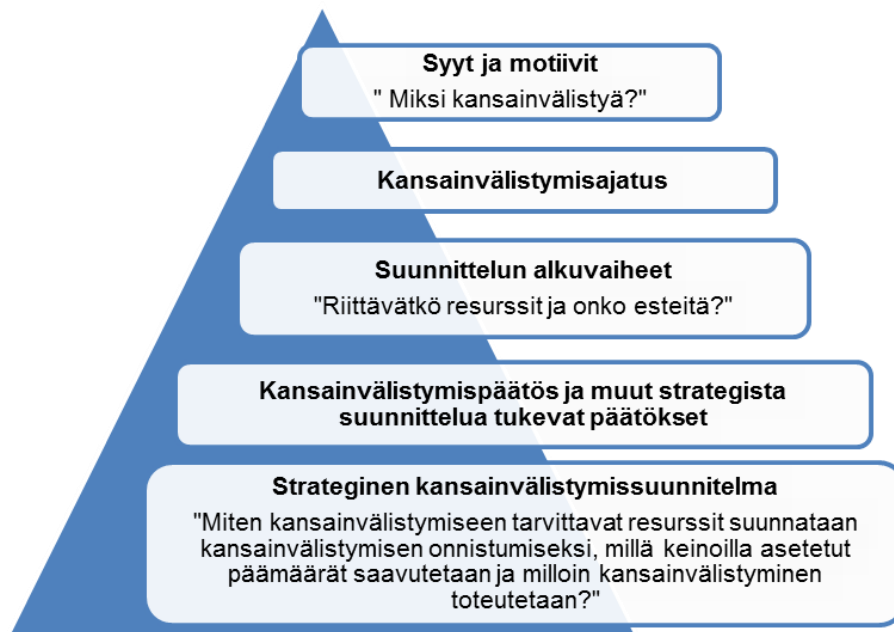 Syyt ja motiivit
" Miksi kansainvälistyä?"
Kansainvälistymisajatus
Suunnittelun alkuvaiheet
"Riittävätkö resurssit ja onko esteitä?"
Kansainvälistymispäätös ja muut strategista
suunnittelua tukevat päätökset
Strateginen kansainvälistymissuunnitelma
"Miten kansainvälistymiseen tarvittavat resurssit suunnataan
kansainvälistymisen onnistumiseksi, millä keinoilla asetetut
päämäärät saavutetaan ja milloin kansainvälistyminen
toteutetaan?"